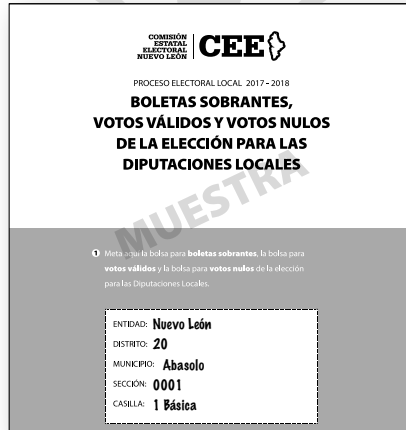 COMISIÓN
ESTATAL
ELECTORAL
NUEVO LEÓN
CEE
PROCESO ELECTORAL LOCAL 2017 - 2018
BOLETAS SOBRANTES,
VOTOS VÁLIDOS Y VOTOS NULOS
DE LA ELECCIÓN PARA LAS
DIPUTACIONES LOCALES
MUESTRA
1 Meta aquí la bolsa para boletas sobrantes, la bolsa para
votos válidos y la bolsa para votos nulos de la elección
para las Diputaciones Locales.
ENTIDAD: Nuevo León
DISTRITO: 20
MUNICIPIO: Abasolo
SECCIÓN: 0001
CASILLA: 1 Básica